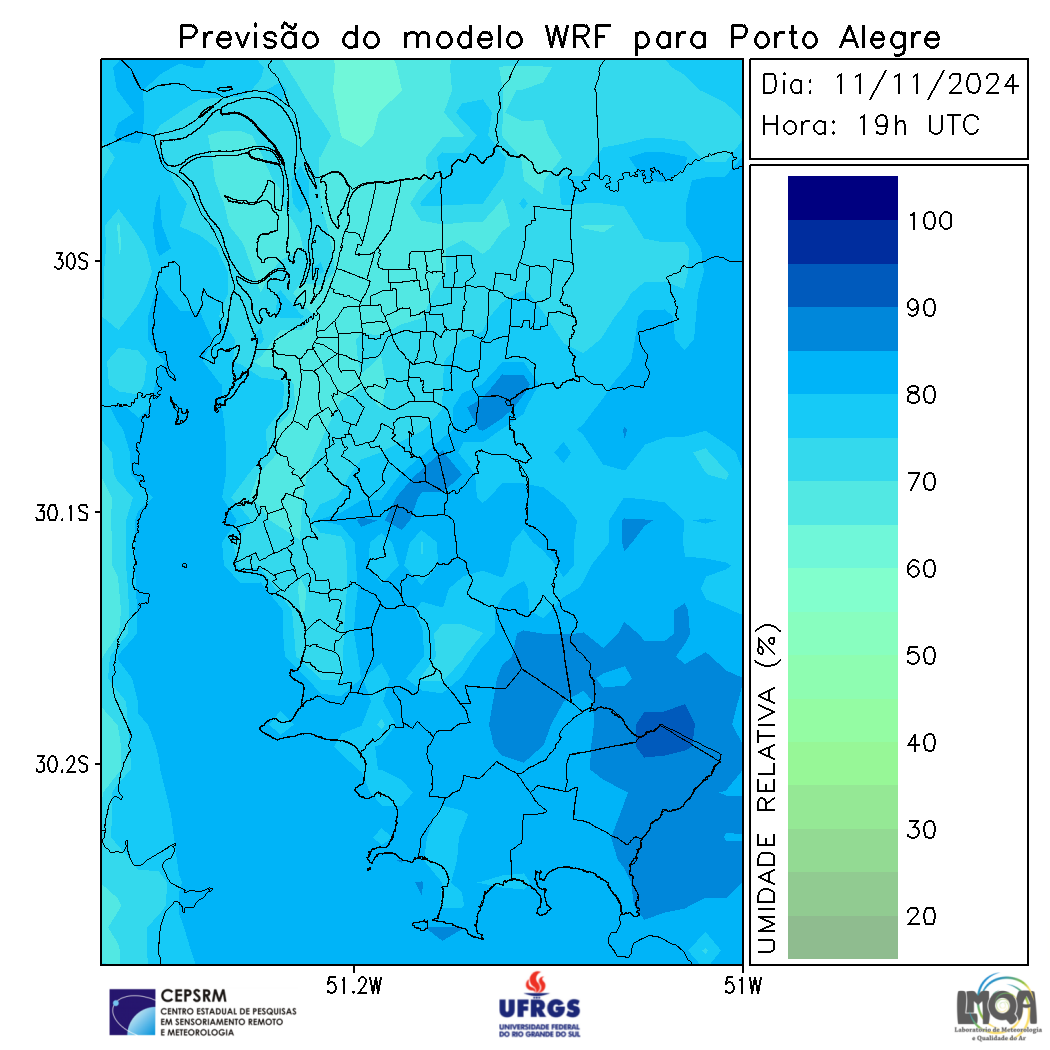 Previsão do modelo WRF para Porto Alegre
Dia: 11/11/2024
Hora: 19h UTC
100
90
80
70
60
50
40
30
20
UMIDADE RELATIVA (%)
30S
30.1S
30.2S
51.2W
51W
CEPSRM
CENTRO ESTADUAL DE PESQUISAS
EM SENSORIAMENTO REMOTO
E METEOROLOGIA
UFRGS
UNIVERSIDADE FEDERAL
DO RIO GRANDE DO SUL
LMQA
Laboratório de Meteorologia
e Qualidade do Ar